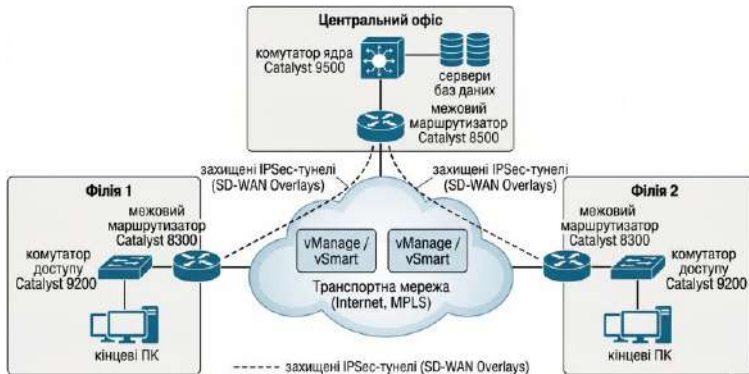 Центральний офіс
комутатор ядра
Catalyst 9500
сервери
баз даних
межовий
маршрутизатор
Catalyst 8500
захищені IPSec-тунелі
(SD-WAN Overlays)
захищені IPSec-тунелі
(SD-WAN Overlays)
Філія 1
межовий
маршрутизатор
Catalyst 8300
комутатор
доступу
Catalyst 9200
кінцеві ПК
vManage /
vSmart
vManage /
vSmart
Транспортна мережа
(Internet, MPLS)
Філія 2
межовий
маршрутизатор
Catalyst 8300
комутатор
доступу
Catalyst 9200
кінцеві ПК
захищені IPSec-тунелі (SD-WAN Overlays)